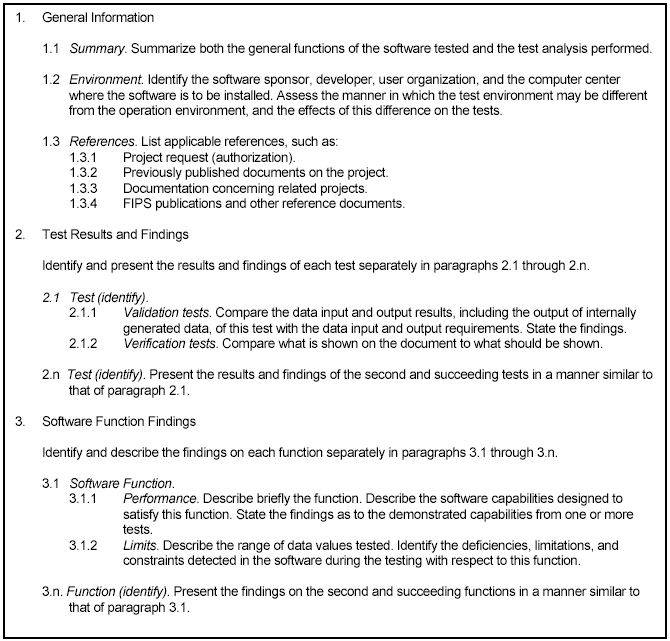 1. General Information
1.1 Summary. Summarize both the general functions of the software tested and the test analysis performed.
1.2 Environment. Identify the software sponsor, developer, user organization, and the computer center
where the software is to be installed. Assess the manner in which the test environment may be different
from the operation environment, and the effects of this difference on the tests.
1.3 References. List applicable references, such as:
1.3.1 Project request (authorization).
1.3.2 Previously published documents on the project.
1.3.3 Documentation concerning related projects.
1.3.4 FIPS publications and other reference documents.
2. Test Results and Findings
Identify and present the results and findings of each test separately in paragraphs 2.1 through 2.n.
2.1 Test (identify).
2.1.1 Validation tests. Compare the data input and output results, including the output of internally
generated data, of this test with the data input and output requirements. State the findings.
2.1.2 Verification tests. Compare what is shown on the document to what should be shown.
2.n Test (identify). Present the results and findings of the second and succeeding tests in a manner similar to
that of paragraph 2.1.
3. Software Function Findings
Identify and describe the findings on each function separately in paragraphs 3.1 through 3.n.
3.1 Software Function.
3.1.1 Performance. Describe briefly the function. Describe the software capabilities designed to
satisfy this function. State the findings as to the demonstrated capabilities from one or more
tests.
3.1.2 Limits. Describe the range of data values tested. Identify the deficiencies, limitations, and
constraints detected in the software during the testing with respect to this function.
3.n. Function (identify). Present the findings on the second and succeeding functions in a manner similar to
that of paragraph 3.1.